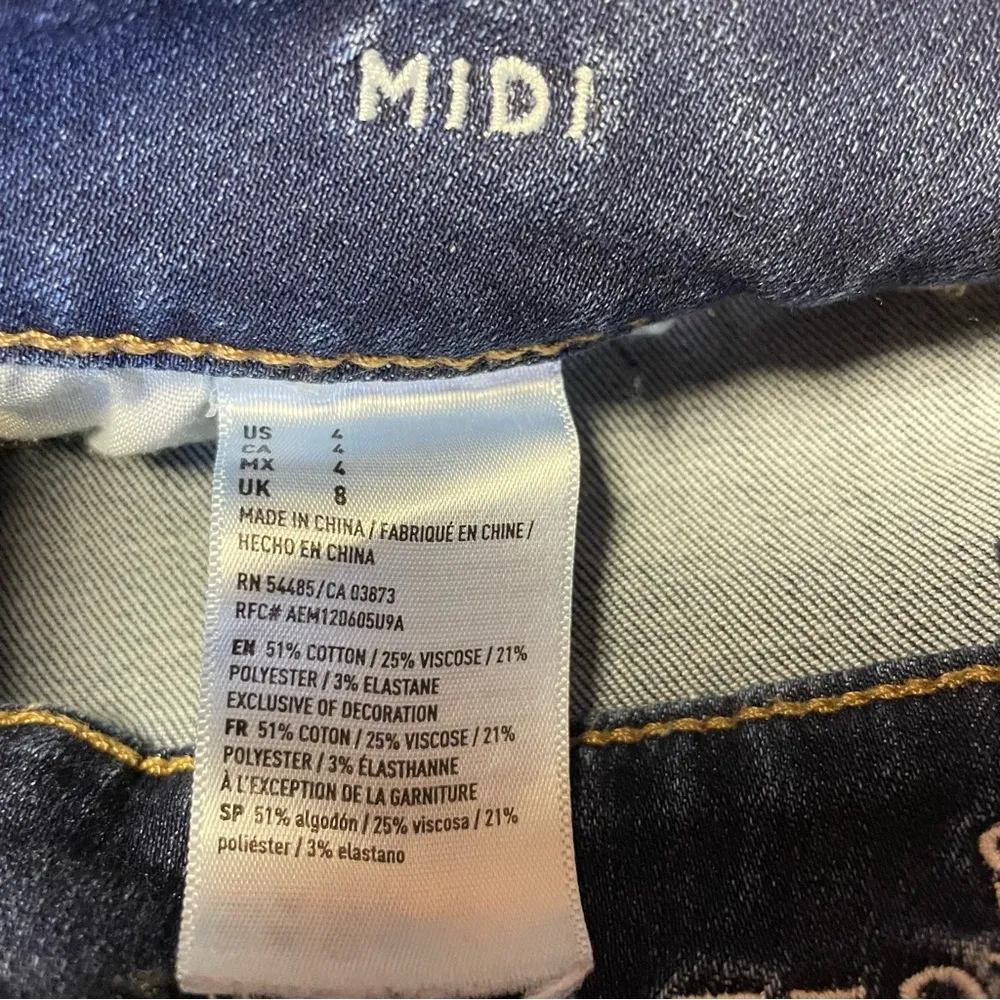 MIDI
US 4
CA 4
MX 4
UK 8
MADE IN CHINA / FABRIQUÉ EN CHINE /
HECHO EN CHINA
RN 54485/CA 03873
RFC# AEM120605U9A
EN 51% COTTON / 25% VISCOSE / 21%
POLYESTER / 3% ELASTANE
EXCLUSIVE OF DECORATION
FR 51% COTON / 25% VISCOSE / 21%
POLYESTER / 3% ÉLASTHANNE
À L'EXCEPTION DE LA GARNITURE
SP 51% algodón / 25% viscosa / 21%
poliéster / 3% elastano